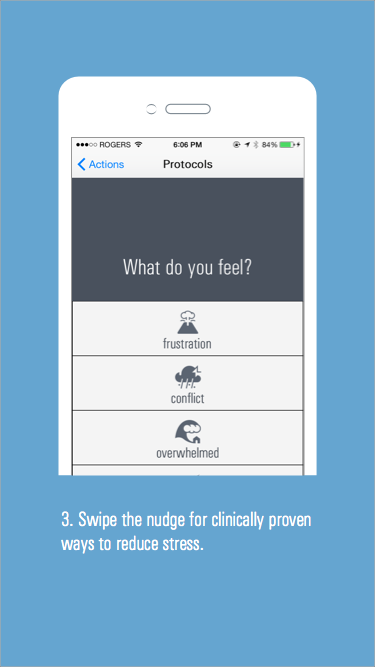 ●●●○○ ROGERS 6:06 PM 84%
Actions Protocols
What do you feel?
frustration
conflict
overwhelmed
3. Swipe the nudge for clinically proven
ways to reduce stress.